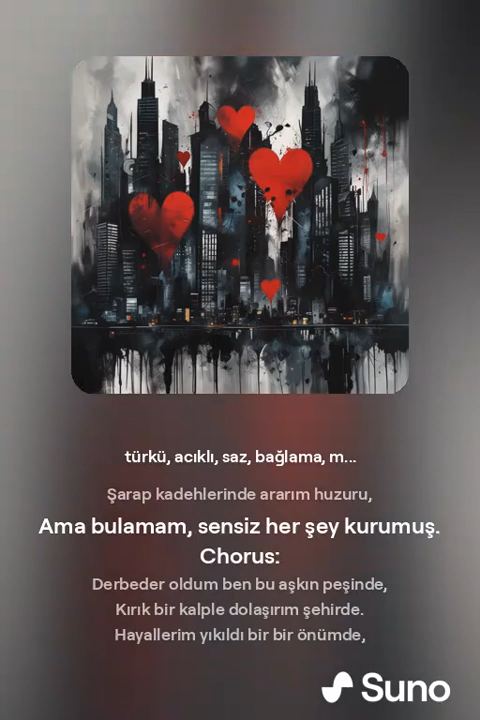 türkü, acıklı, saz, bağlama, m...
Şarap kadehlerinde ararım huzuru,
Ama bulamam, sensiz her şey kurumuş.
Chorus:
Derbeder oldum ben bu aşkın peşinde,
Kırık bir kalple dolaşırım şehirde.
Hayallerim yıkıldı bir bir önümde,
Suno